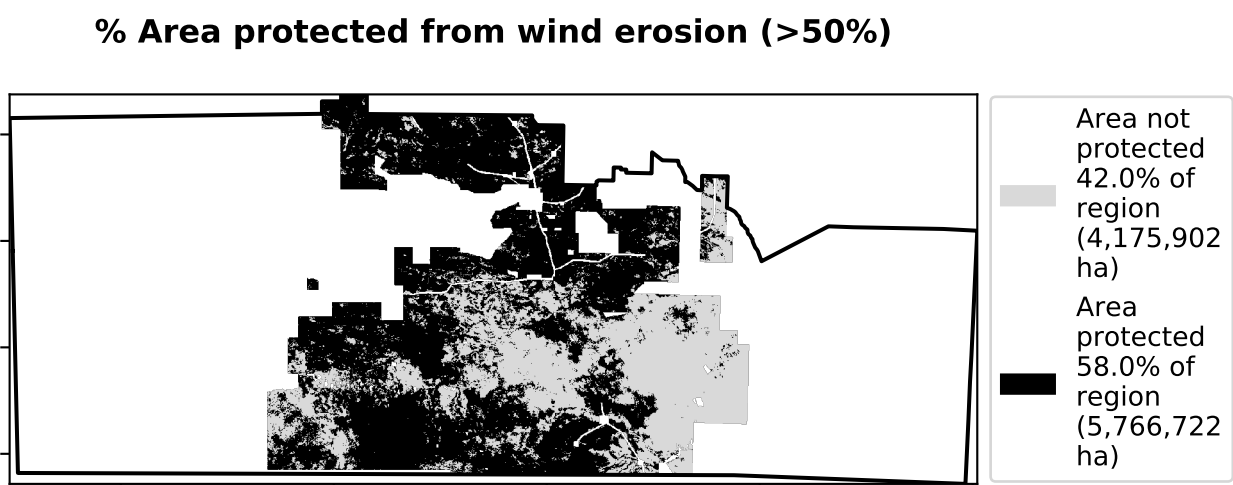 % Area protected from wind erosion (>50%)
Area not
protected
42.0% of
region
(4,175,902
ha)
Area
protected
58.0% of
region
(5,766,722
ha)